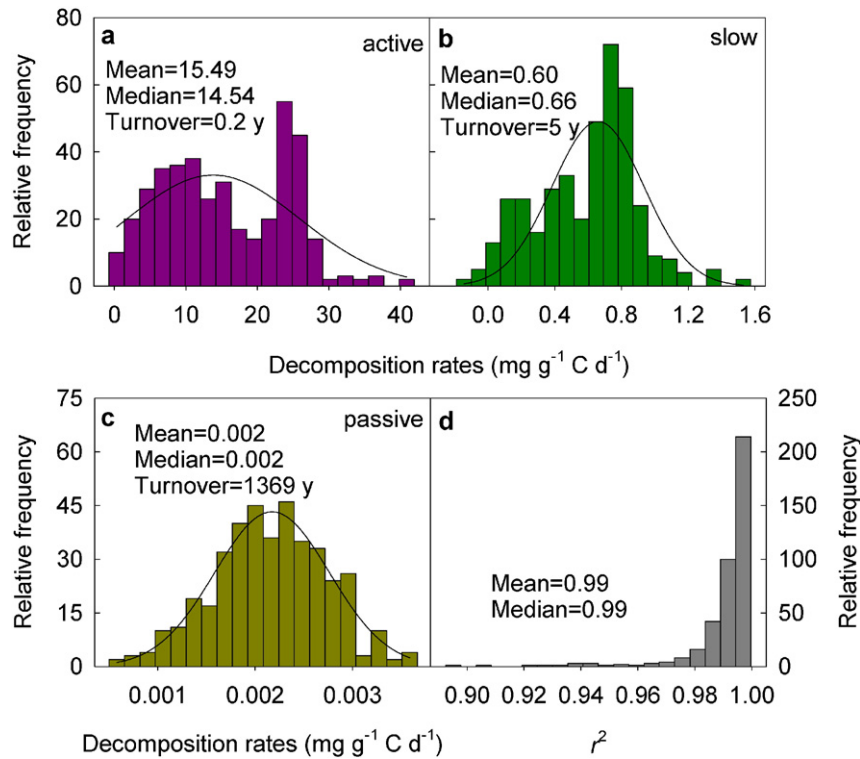 a
active
Mean=15.49
Median=14.54
Turnover=0.2 y
Relative frequency
80
60
40
20
0
0 10 20 30 40
b
slow
Mean=0.60
Median=0.66
Turnover=5 y
0.0 0.4 0.8 1.2 1.6
Decomposition rates (mg g⁻¹ C d⁻¹)
c
passive
Mean=0.002
Median=0.002
Turnover=1369 y
Relative frequency
75
60
45
30
15
0
0.001 0.002 0.003
Decomposition rates (mg g⁻¹ C d⁻¹)
d
Mean=0.99
Median=0.99
250
200
150
100
50
0
Relative frequency
0.90 0.92 0.94 0.96 0.98 1.00
r²